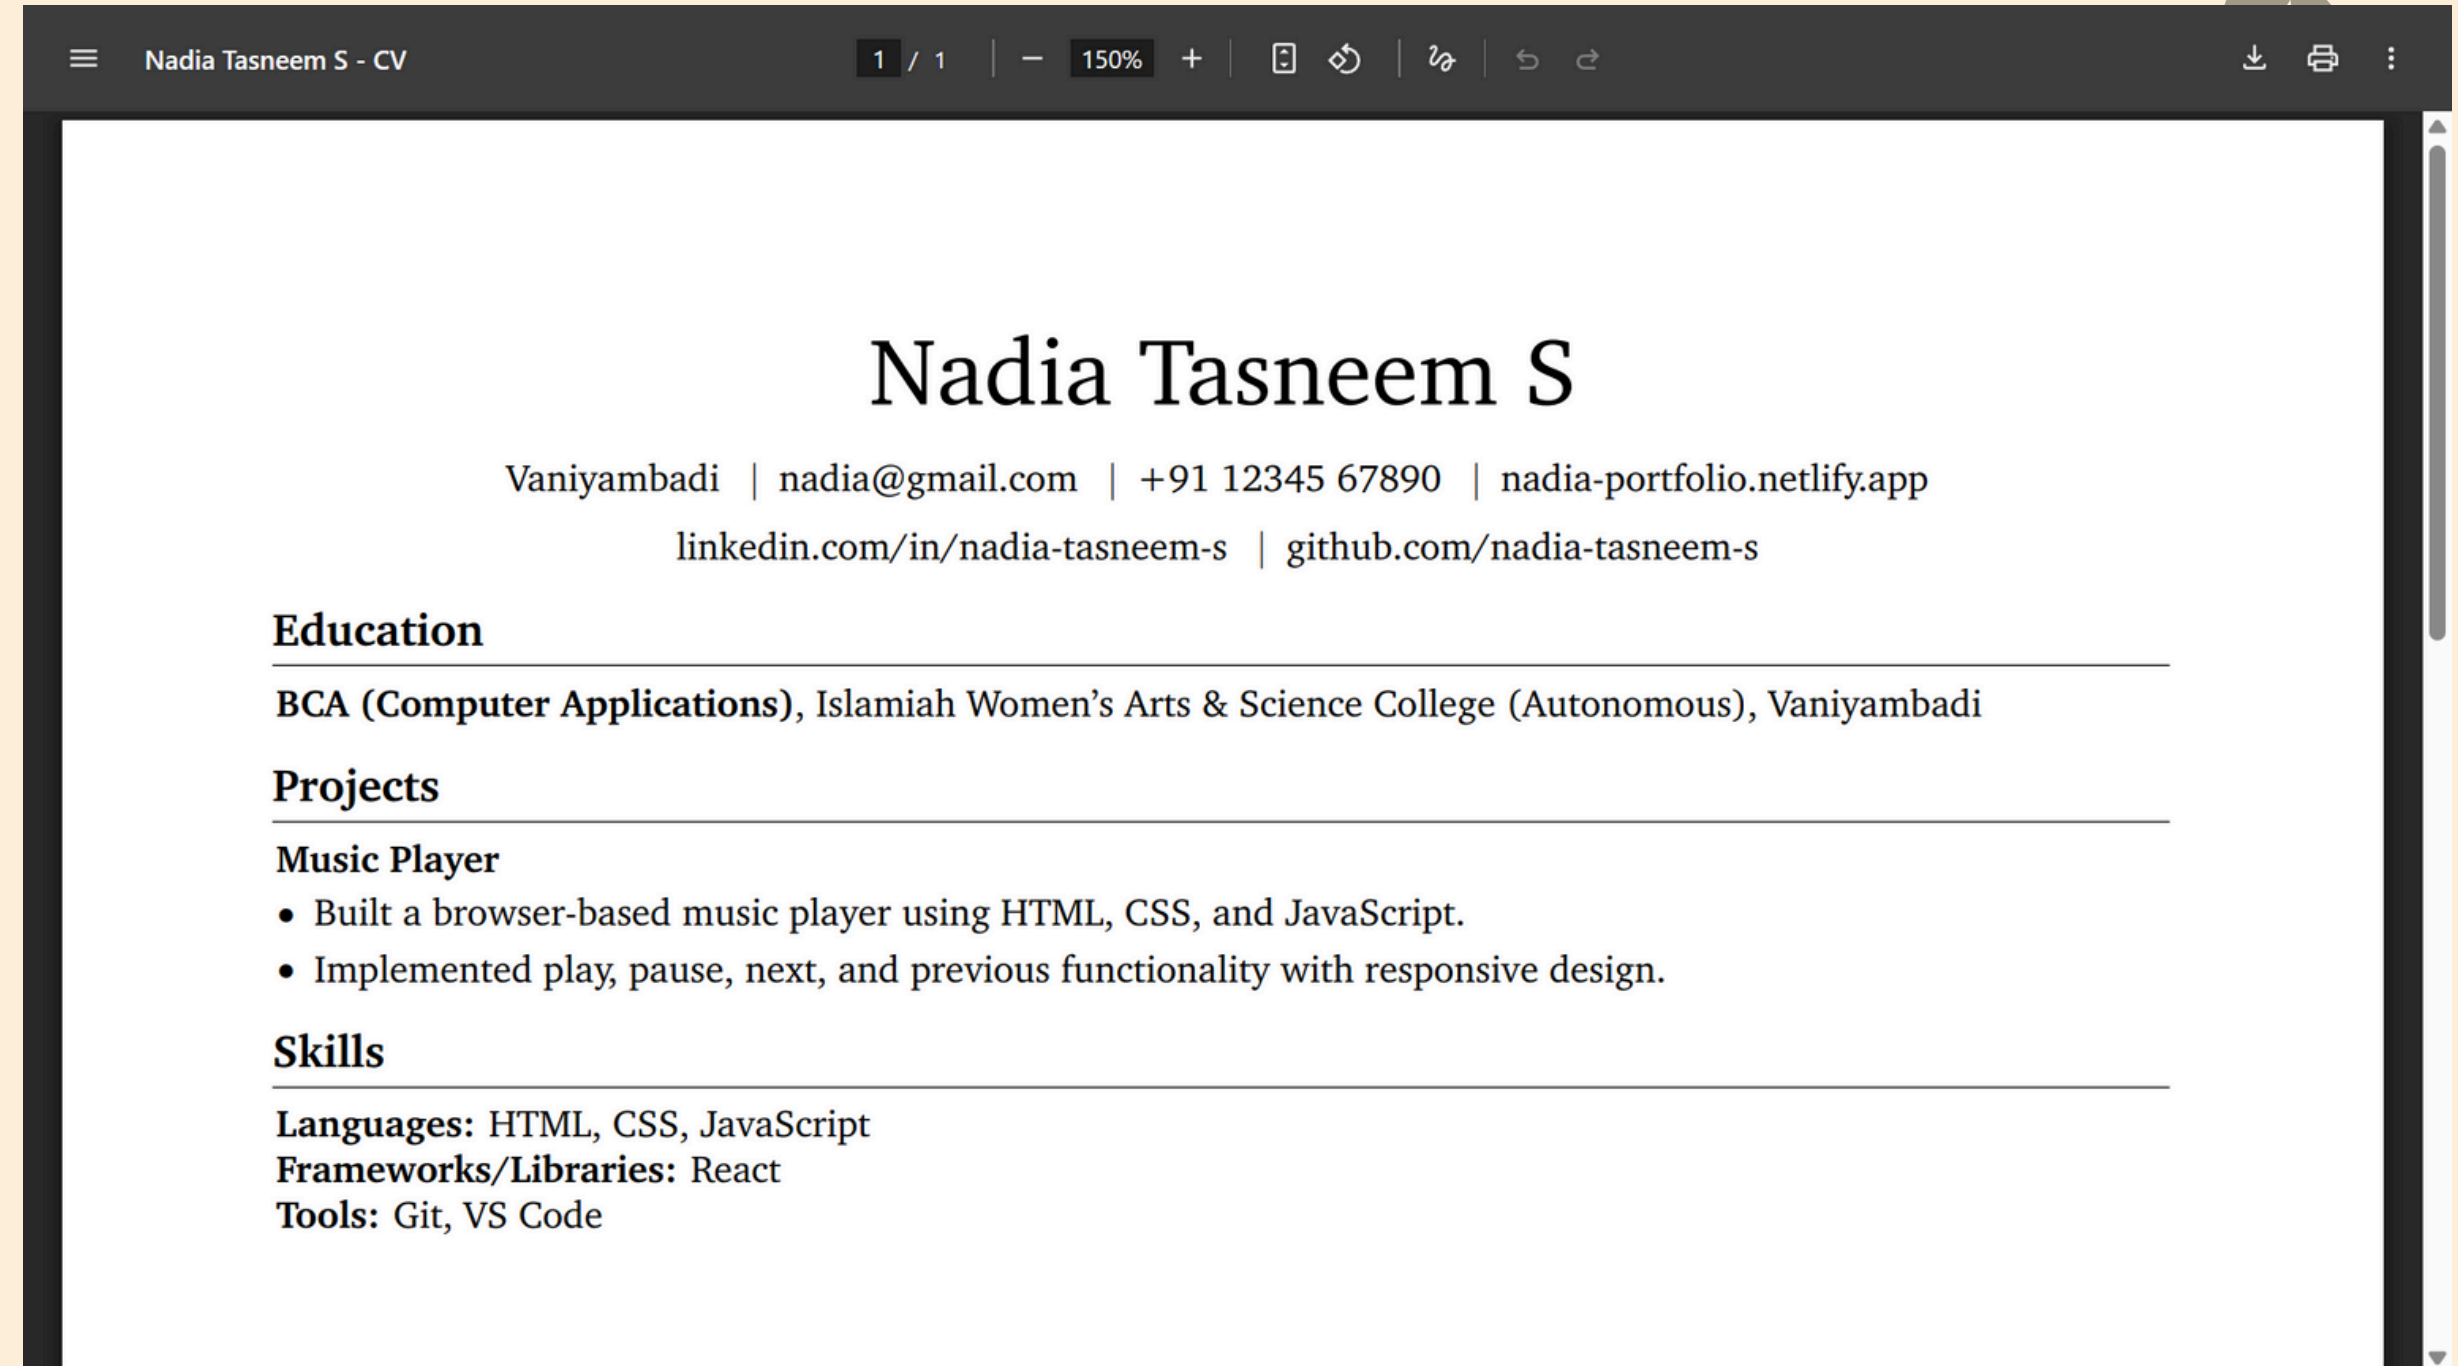 Nadia Tasneem S - CV
1 / 1
150%
Nadia Tasneem S
Vaniyambadi | nadia@gmail.com | +91 12345 67890 | nadia-portfolio.netlify.app
linkedin.com/in/nadia-tasneem-s | github.com/nadia-tasneem-s
Education
BCA (Computer Applications), Islamiah Women’s Arts & Science College (Autonomous), Vaniyambadi
Projects
Music Player
• Built a browser-based music player using HTML, CSS, and JavaScript.
• Implemented play, pause, next, and previous functionality with responsive design.
Skills
Languages: HTML, CSS, JavaScript
Frameworks/Libraries: React
Tools: Git, VS Code